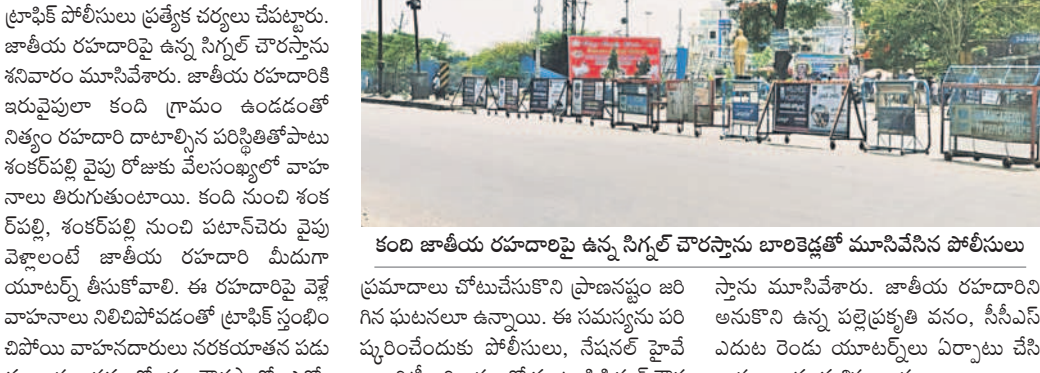 ట్రాఫిక్ పోలీసులు ప్రత్యేక చర్యలు చేపట్టారు.
జాతీయ రహదారిపై ఉన్న సిగ్నల్ చౌరస్తాను
శనివారం మూసివేశారు. జాతీయ రహదారికి
ఇరువైపులా కంది గ్రామం ఉండడంతో
నిత్యం రహదారి దాటాల్సిన పరిస్థితితోపాటు
శంకర్‌పల్లి వైపు రోజుకు వేలసంఖ్యలో వాహ
నాలు తిరుగుతుంటాయి. కంది నుంచి శంక
ర్‌పల్లి, శంకర్‌పల్లి నుంచి పటాన్‌చెరు వైపు
వెళ్లాలంటే జాతీయ రహదారి మీదుగా
యూటర్న్ తీసుకోవాలి. ఈ రహదారిపై వెళ్లే
వాహనాలు నిలిచిపోవడంతో ట్రాఫిక్ స్తంభిం
చిపోయి వాహనదారులు నరకయాతన పడు
కంది జాతీయ రహదారిపై ఉన్న సిగ్నల్ చౌరస్తాను బారికెడ్లతో మూసివేసిన పోలీసులు
ప్రమాదాలు చోటుచేసుకొని ప్రాణనష్టం జరి
గిన ఘటనలూ ఉన్నాయి. ఈ సమస్యను పరి
ష్కరించేందుకు పోలీసులు, నేషనల్ హైవే
స్తాను మూసివేశారు. జాతీయ రహదారిని
అనుకొని ఉన్న పల్లెప్రకృతి వనం, సీసీఎస్
ఎదుట రెండు యూటర్న్‌లు ఏర్పాటు చేసి